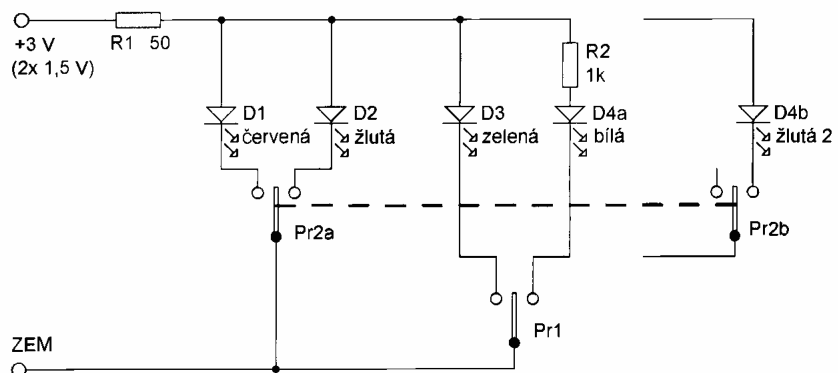 +3 V
(2x 1,5 V)
R1 50
R2
1k
D1
červená
D2
žlutá
D3
zelená
D4a
bílá
D4b
žlutá 2
Pr2a
Pr2b
Pr1
ZEM